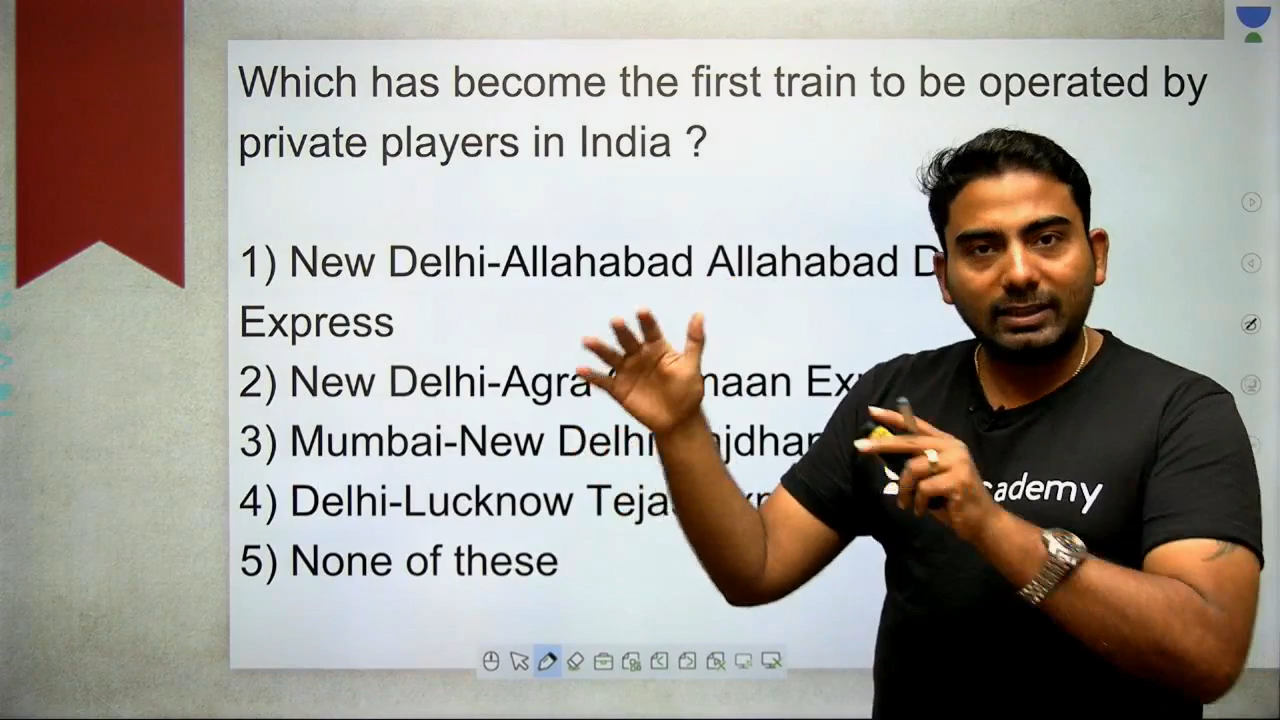 Which has become the first train to be operated by
private players in India ?
1) New Delhi-Allahabad Allahabad
Express
2) New Delhi-Agra
3) Mumbai-New Delhi
4) Delhi-Lucknow
5) None of these